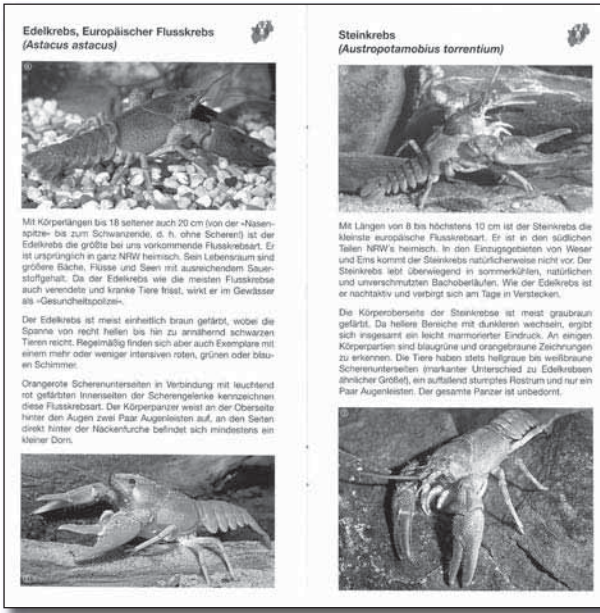 Edelkrebs, Europäischer Flusskrebs
(Astacus astacus)
Mit Körperlängen bis 18 seltener auch 20 cm (von der »Nasen-
spitze« bis zum Schwanzende, d. h. ohne Scheren!) ist der
Edelkrebs die größte bei uns vorkommende Flusskrebsart. Er
ist ursprünglich in ganz NRW heimisch. Sein Lebensraum sind
größere Bäche, Flüsse und Seen mit ausreichendem Sauer-
stoffgehalt. Da der Edelkrebs wie die meisten Flusskrebse
auch verendete und kranke Tiere frisst, wirkt er im Gewässer
als »Gesundheitspolizei«.
Der Edelkrebs ist meist einheitlich braun gefärbt, wobei die
Spanne von recht hellen bis hin zu annähernd schwarzen
Tieren reicht. Regelmäßig finden sich aber auch Exemplare mit
einem mehr oder weniger intensiven roten, grünen oder blau-
en Schimmer.
Orangerote Scherenunterseiten in Verbindung mit leuchtend
rot gefärbten Innenseiten der Scherengelenke kennzeichnen
diese Flusskrebsart. Der Körperpanzer weist an der Oberseite
hinter den Augen zwei Paar Augenleisten auf, an den Seiten
direkt hinter der Nackenfurche befindet sich mindestens ein
kleiner Dorn.
Steinkrebs
(Austropotamobius torrentium)
Mit Längen von 8 bis höchstens 10 cm ist der Steinkrebs die
kleinste europäische Flusskrebsart. Er ist in den südlichen
Teilen NRW's heimisch. In den Einzugsgebieten von Weser
und Ems kommt der Steinkrebs natürlicherweise nicht vor. Der
Steinkrebs lebt überwiegend in sommerkühlen, natürlichen
und unverschmutzten Bachoberläufen. Wie der Edelkrebs ist
er nachtaktiv und verbirgt sich am Tage in Verstecken.
Die Körperoberseite der Steinkrebse ist meist graubraun
gefärbt. Da hellere Bereiche mit dunkleren wechseln, ergibt
sich insgesamt ein leicht marmorierter Eindruck. An einigen
Körperpartien sind blaugrüne und orangebraune Zeichnungen
zu erkennen. Die Tiere haben stets hellgraue bis weißbraune
Scherenunterseiten (markanter Unterschied zu Edelkrebsen
ähnlicher Größe!), ein auffallend stumpfes Rostrum und nur ein
Paar Augenleisten. Der gesamte Panzer ist unbedornt.